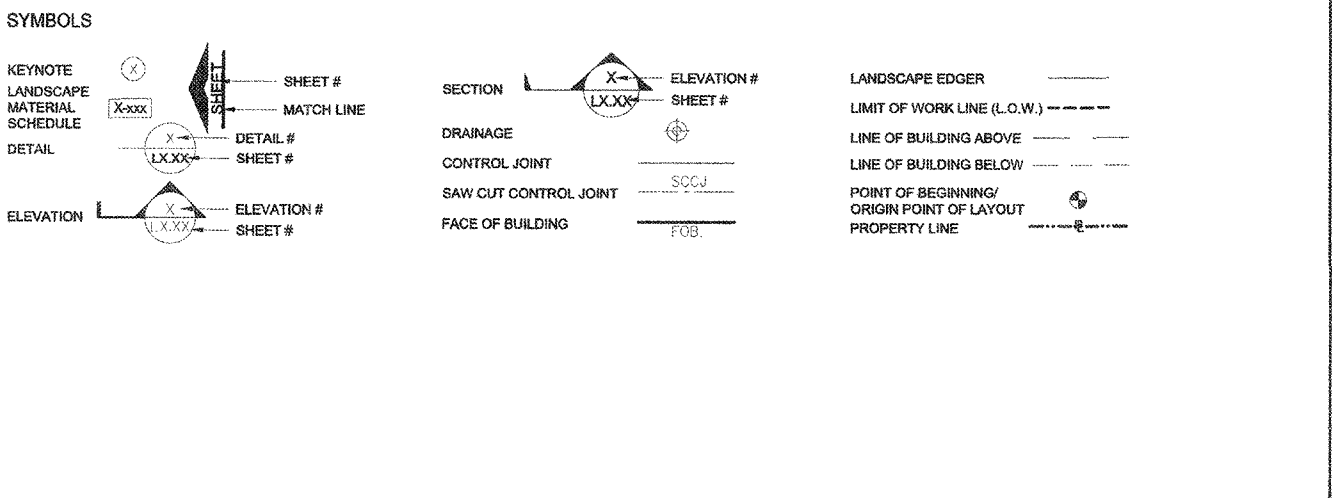 SYMBOLS
KEYNOTE X
LANDSCAPE
MATERIAL
SCHEDULE
X-xxx
SHEET
SHEET #
MATCH LINE
DETAIL
X
LX.XX
DETAIL #
SHEET #
ELEVATION
X
LX.XX
ELEVATION #
SHEET #
SECTION
X
LX.XX
ELEVATION #
SHEET #
DRAINAGE
CONTROL JOINT
SAW CUT CONTROL JOINT
SCCJ
FACE OF BUILDING
FOB.
LANDSCAPE EDGER
LIMIT OF WORK LINE (L.O.W.)
LINE OF BUILDING ABOVE
LINE OF BUILDING BELOW
POINT OF BEGINNING/
ORIGIN POINT OF LAYOUT
PROPERTY LINE